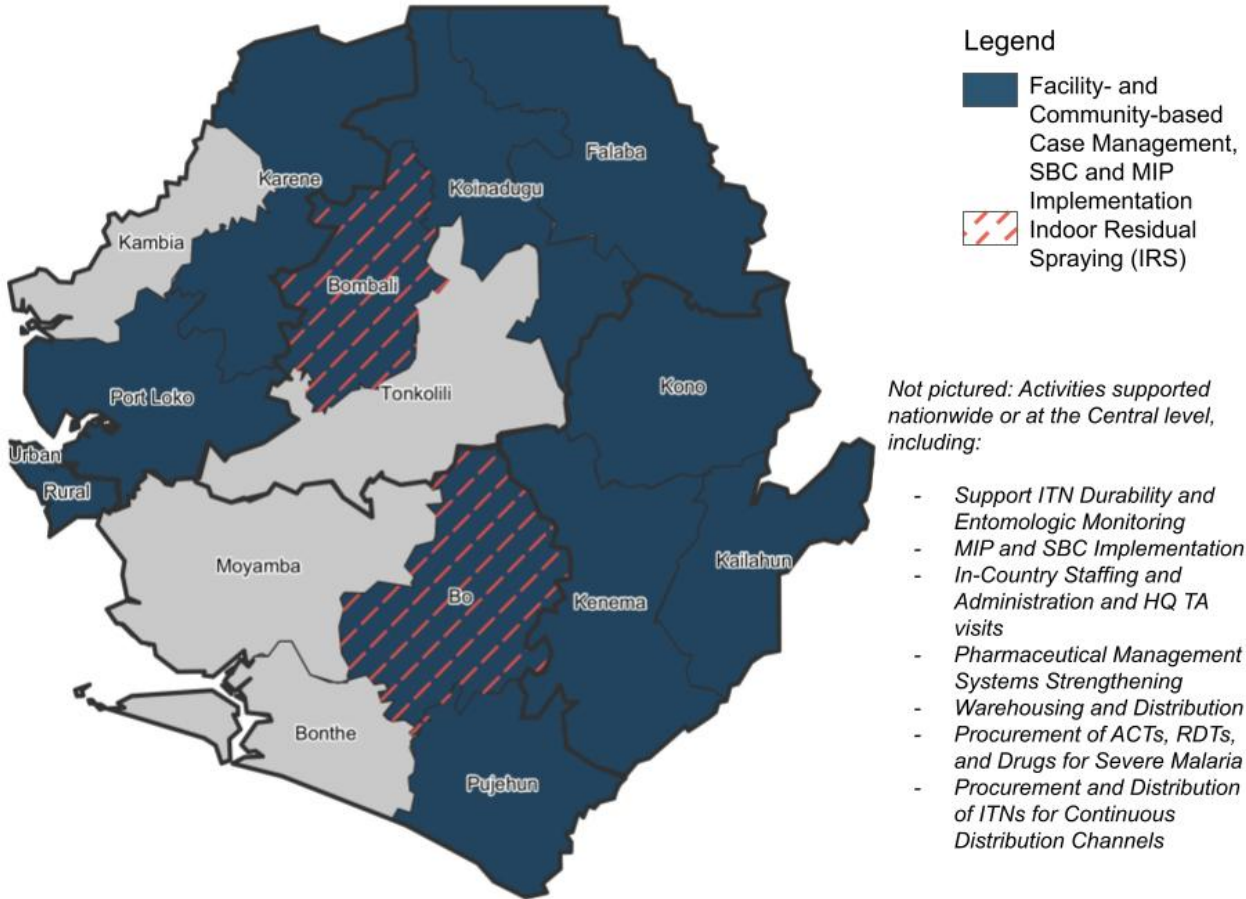 Legend
Facility- and
Community-based
Case Management,
SBC and MIP
Implementation
Indoor Residual
Spraying (IRS)
Falaba
Karene
Koinadugu
Kambia
Bombali
Kono
Tonkolili
Port Loko
Urban
Rural
Moyamba
Bo
Kenema
Kailahun
Bonthe
Pujehun
Not pictured: Activities supported
nationwide or at the Central level,
including:
- Support ITN Durability and
Entomologic Monitoring
- MIP and SBC Implementation
- In-Country Staffing and
Administration and HQ TA
visits
- Pharmaceutical Management
Systems Strengthening
- Warehousing and Distribution
- Procurement of ACTs, RDTs,
and Drugs for Severe Malaria
- Procurement and Distribution
of ITNs for Continuous
Distribution Channels